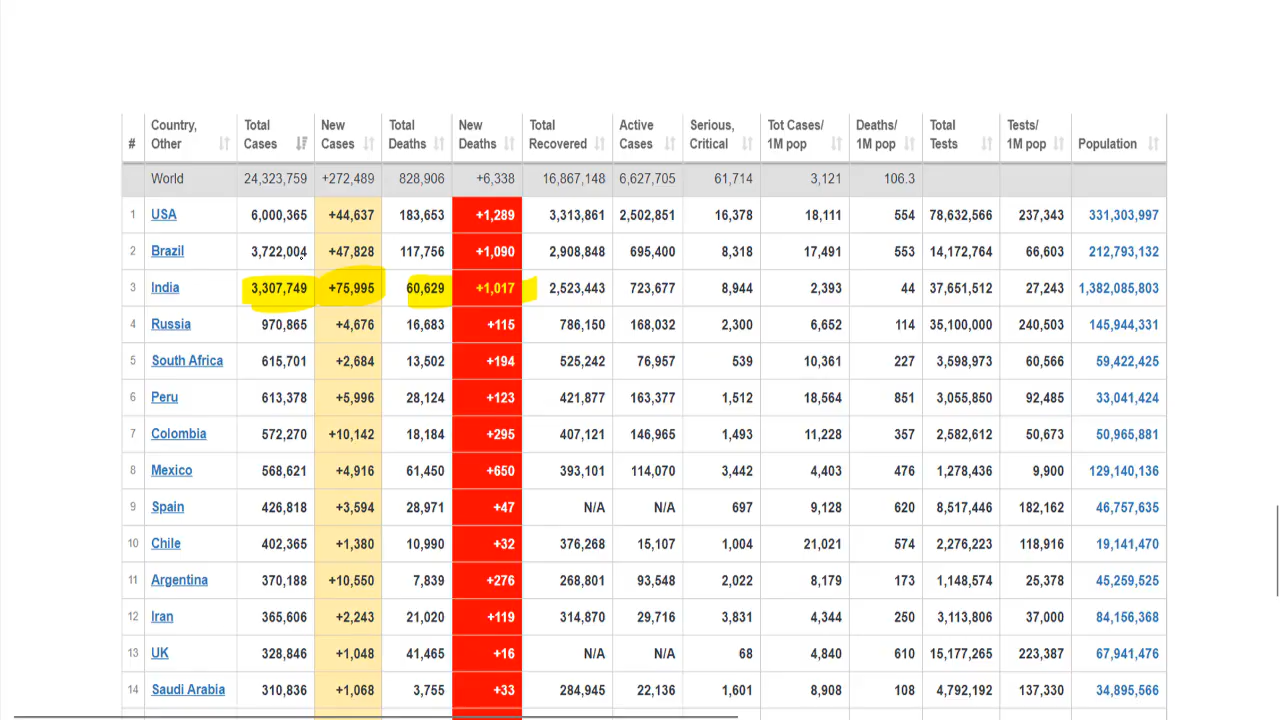 # Country, Other Total Cases New Cases Total Deaths New Deaths Total Recovered Active Cases Serious, Critical Tot Cases/ 1M pop Deaths/ 1M pop Total Tests Tests/ 1M pop Population
World 24,323,759 +272,489 828,906 +6,338 16,867,148 6,627,705 61,714 3,121 106.3
1 USA 6,000,365 +44,637 183,653 +1,289 3,313,861 2,502,851 16,378 18,111 554 78,632,566 237,343 331,303,997
2 Brazil 3,722,004 +47,828 117,756 +1,090 2,908,848 695,400 8,318 17,491 553 14,172,764 66,603 212,793,132
3 India 3,307,749 +75,995 60,629 +1,017 2,523,443 723,677 8,944 2,393 44 37,651,512 27,243 1,382,085,803
4 Russia 970,865 +4,676 16,683 +115 786,150 168,032 2,300 6,652 114 35,100,000 240,503 145,944,331
5 South Africa 615,701 +2,684 13,502 +194 525,242 76,957 539 10,361 227 3,598,973 60,566 59,422,425
6 Peru 613,378 +5,996 28,124 +123 421,877 163,377 1,512 18,564 851 3,055,850 92,485 33,041,424
7 Colombia 572,270 +10,142 18,184 +295 407,121 146,965 1,493 11,228 357 2,582,612 50,673 50,965,881
8 Mexico 568,621 +4,916 61,450 +650 393,101 114,070 3,442 4,403 476 1,278,436 9,900 129,140,136
9 Spain 426,818 +3,594 28,971 +47 N/A N/A 697 9,128 620 8,517,446 182,162 46,757,635
10 Chile 402,365 +1,380 10,990 +32 376,268 15,107 1,004 21,021 574 2,276,223 118,916 19,141,470
11 Argentina 370,188 +10,550 7,839 +276 268,801 93,548 2,022 8,179 173 1,148,574 25,378 45,259,525
12 Iran 365,606 +2,243 21,020 +119 314,870 29,716 3,831 4,344 250 3,113,806 37,000 84,156,368
13 UK 328,846 +1,048 41,465 +16 N/A N/A 68 4,840 610 15,177,265 223,387 67,941,476
14 Saudi Arabia 310,836 +1,068 3,755 +33 284,945 22,136 1,601 8,908 108 4,792,192 137,330 34,895,566